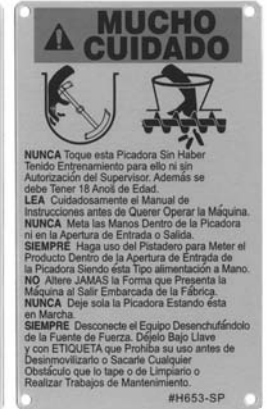 MUCHO
CUIDADO
NUNCA Toque esta Picadora Sin Haber
Tenido Entrenamiento para ello ni sin
Autorización del Supervisor. Además se
debe Tener 18 Anoś de Edad.
LEA Cuidadosamente el Manual de
Instrucciones antes de Querer Operar la Máquina.
NUNCA Meta las Manos Dentro de la Picadora
ni en la Apertura de Entrada o Salida.
SIEMPRE Haga uso del Pistadero para Meter el
Producto Dentro de la Apertura de Entrada de
la Picadora Siendo ésta Tipo alimentación a Mano.
NO Altere JAMAS la Forma que Presenta la
Máquina al Salir Embarcada de la Fábrica.
NUNCA Deje sola la Picadora Estando ésta
en Marcha.
SIEMPRE Desconecte el Equipo Desenchufándolo
de la Fuente de Fuerza. Déjelo Bajo Llave
y con ETIQUETA que Prohiba su uso antes de
Desinmovilizarlo o Sacarle Cualquier
Obstáculo que lo tape o de Limpiarlo o
Realizar Trabajos de Mantenimiento.
#H653-SP